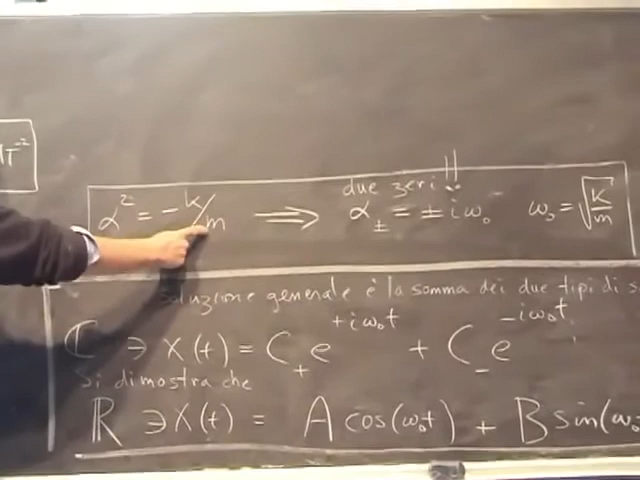 T⁻²
α² = -k/m ⟹ α± = ± iω₀ ω₀ = √(K/m)
due zeri!!
soluzione generale è la somma dei due tipi di s
ℂ ∋ X(t) = C₊ e^{+iω₀t} + C₋ e^{-iω₀t}
Si dimostra che
ℝ ∋ X(t) = A cos(ω₀t) + B sin(ω₀